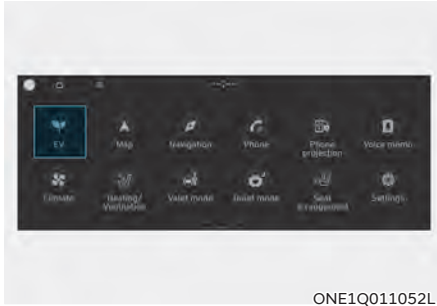 EV
Map
Navigation
Phone
Phone
projection
Voice memo
Climate
Heating/
Ventilation
Valet mode
Quiet mode
Seat
Settings
ONE1Q011052L